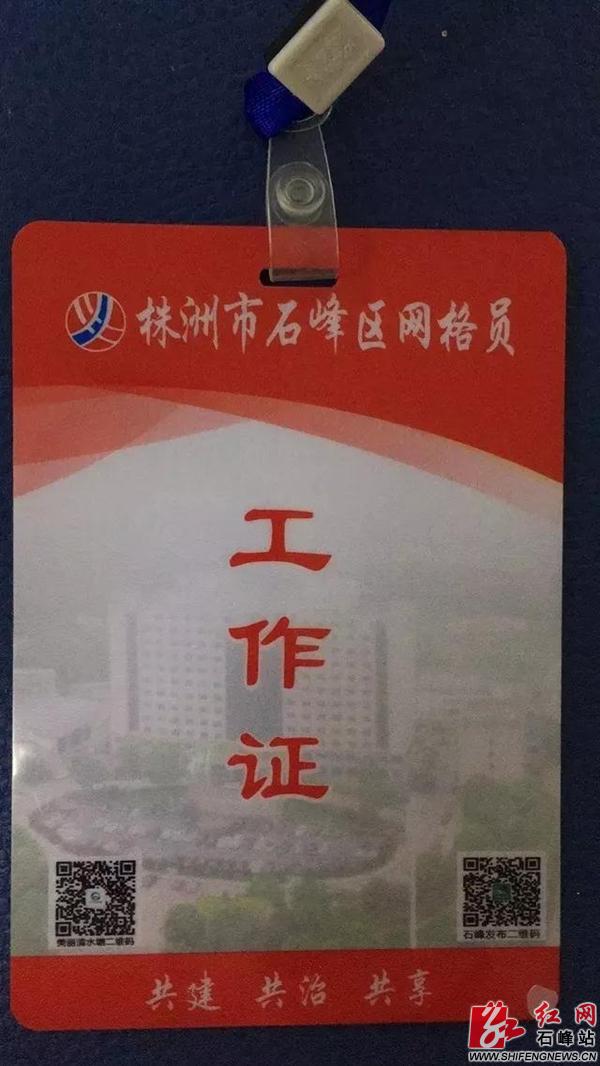 株洲市石峰区网格员
工
作
证
美丽清水塘二维码
石峰发布二维码
共建 共治 共享
红网
石峰站
WWW.SHIFENGNEWS.CN